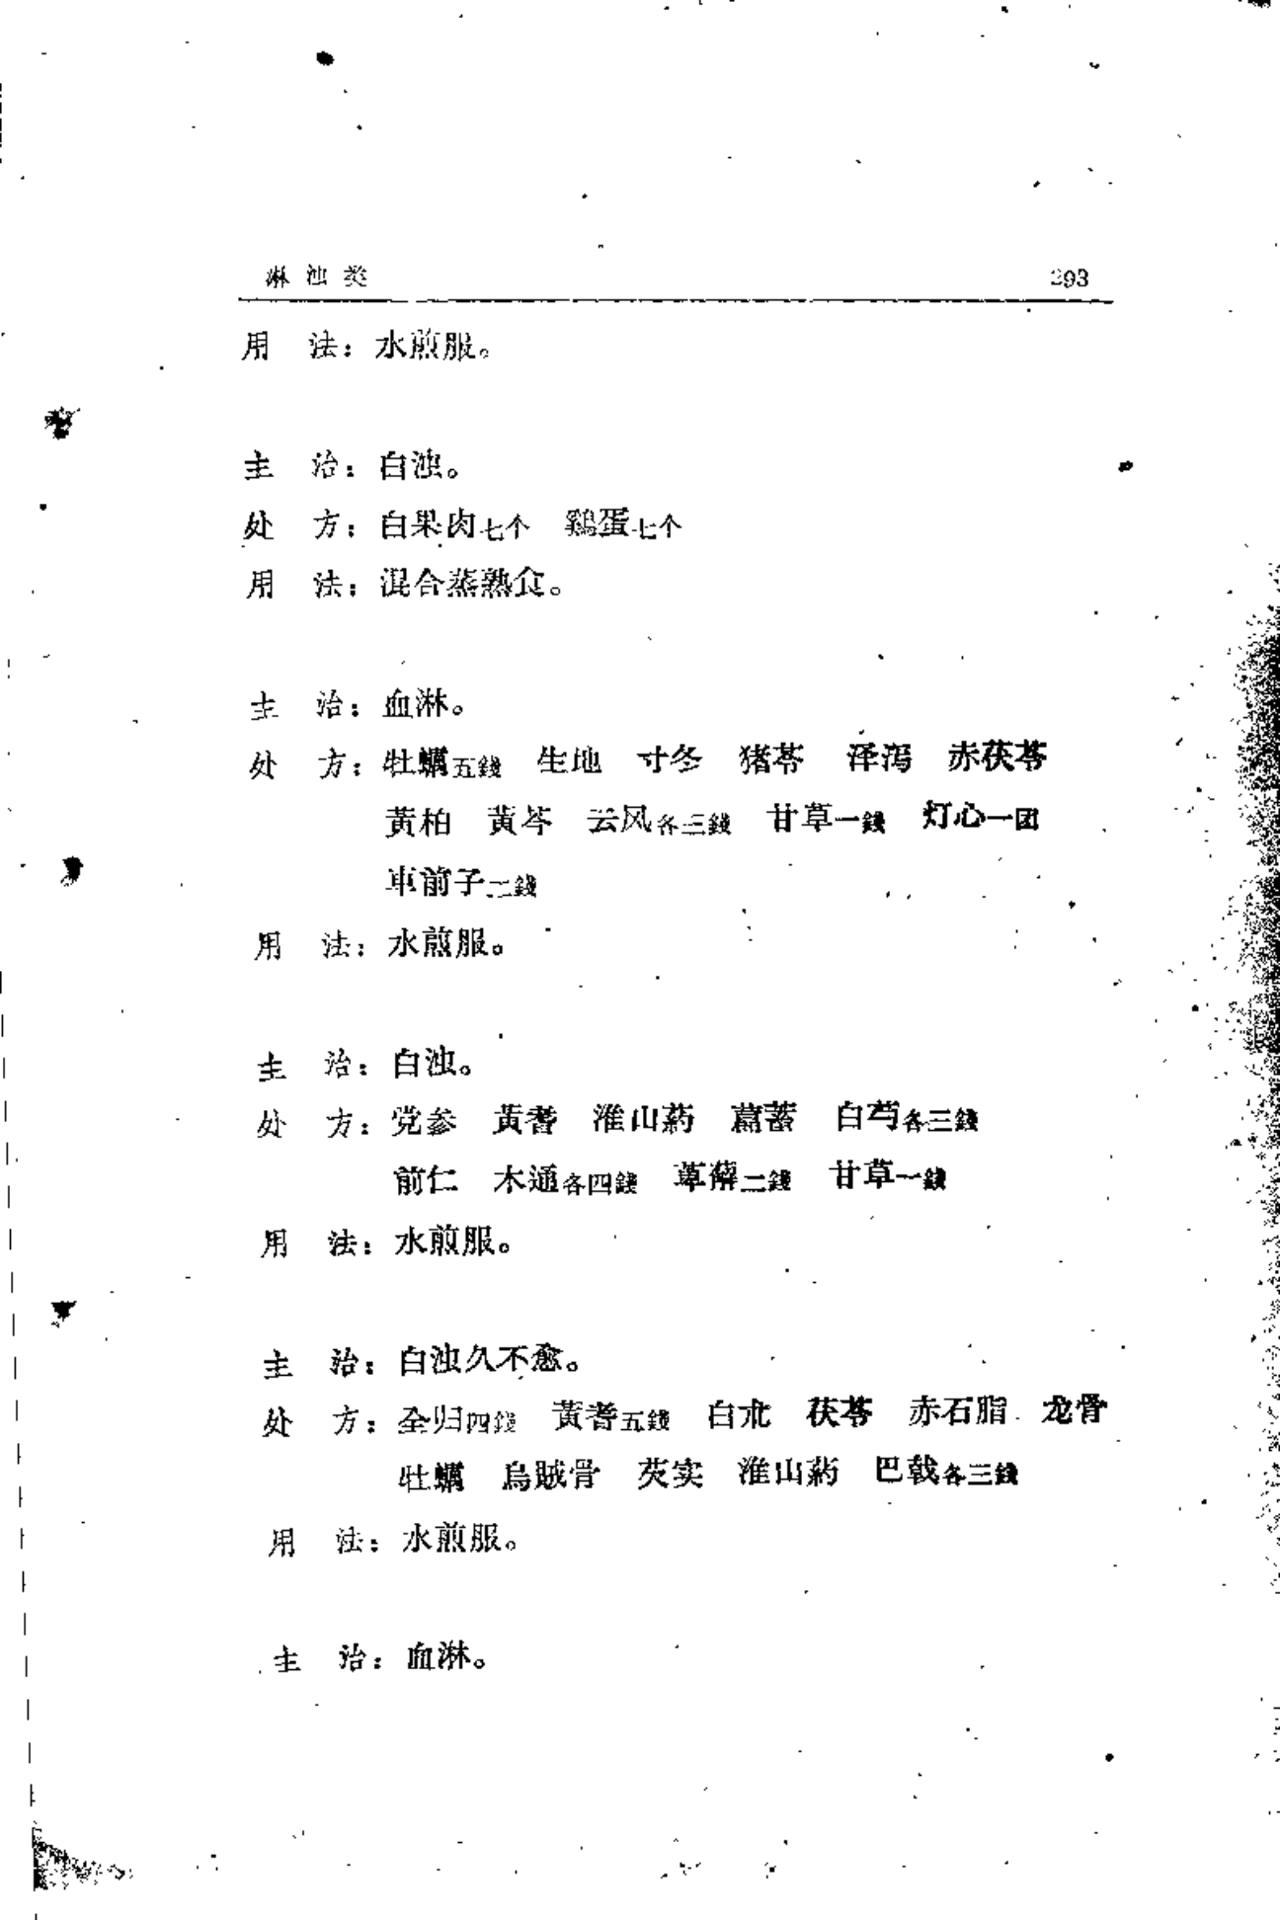 淋浊类 293
用　法：水煎服。
主　治：白浊。
处　方：白果肉七个　鷄蛋七个
用　法：混合蒸熟食。
主　治：血淋。
处　方：牡蠣五錢　生地　寸冬　猪苓　泽泻　赤茯苓
黄柏　黄芩　云风各三錢　甘草一錢　灯心一团
車前子二錢
用　法：水煎服。
主　治：白浊。
处　方：党参　黃耆　淮山葯　萹蓄　白芍各三錢
前仁　木通各四錢　萆薢二錢　甘草一錢
用　法：水煎服。
主　治：白浊久不愈。
处　方：全归四錢　黃耆五錢　白朮　茯苓　赤石脂　龙骨
牡蠣　烏賊骨　芡实　淮山葯　巴戟各三錢
用　法：水煎服。
主　治：血淋。